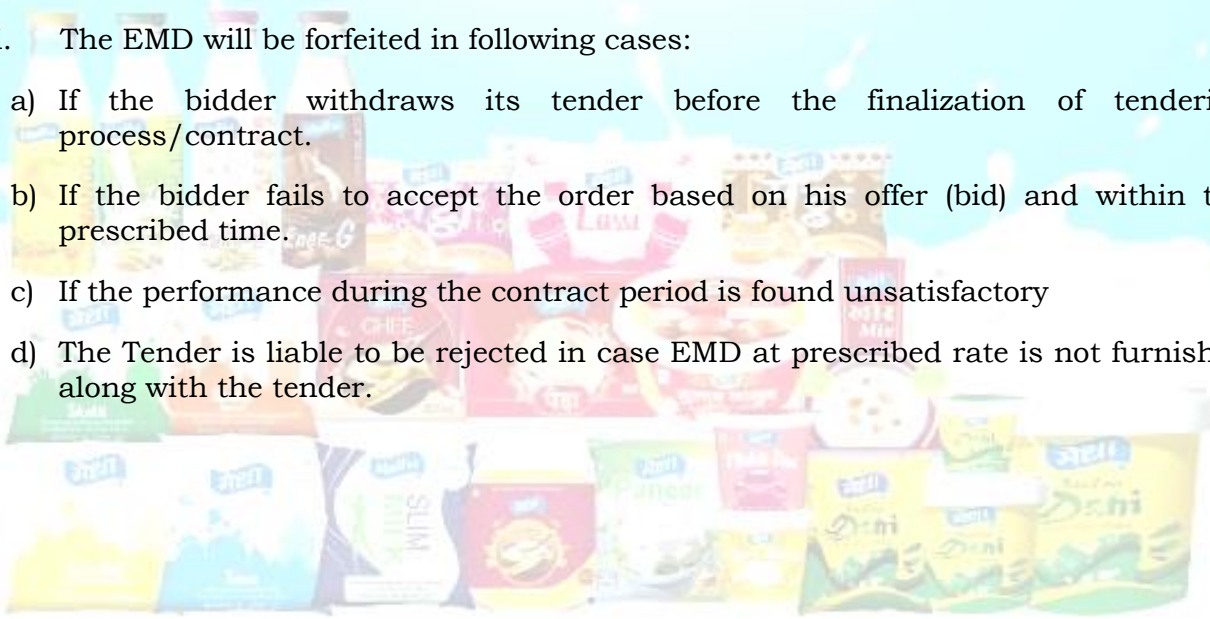 The EMD will be forfeited in following cases:
a) If the bidder withdraws its tender before the finalization of tenderi
process/contract.
b) If the bidder fails to accept the order based on his offer (bid) and within t
prescribed time.
c) If the performance during the contract period is found unsatisfactory
d) The Tender is liable to be rejected in case EMD at prescribed rate is not furnish
along with the tender.
GHEE
SLIM
Paneer